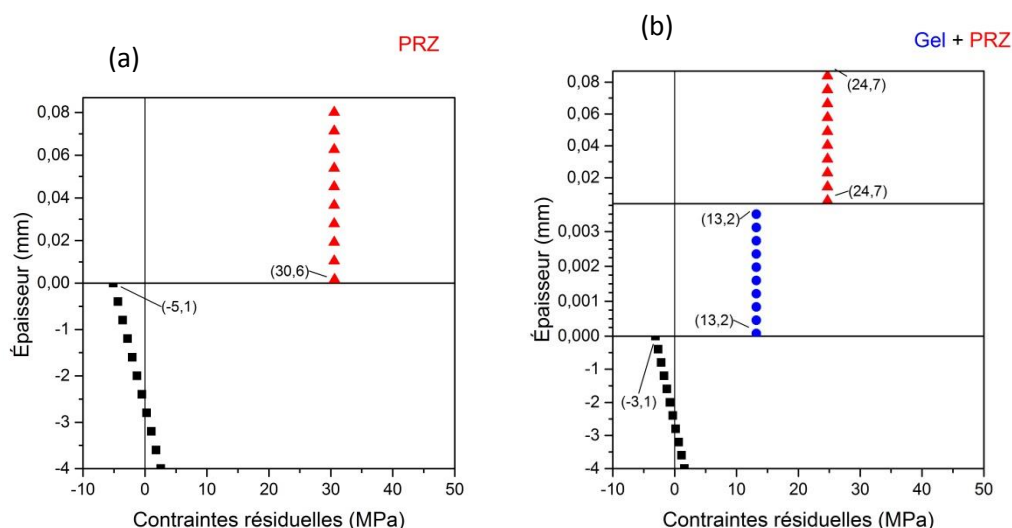 (a)
PRZ
0,08
0,06
0,04
0,02
0,00
-1
-2
-3
-4
Épaisseur (mm)
(30,6)
(-5,1)
-10 0 10 20 30 40 50
Contraintes résiduelles (MPa)
(b)
Gel + PRZ
0,08
0,06
0,04
0,02
0,003
0,002
0,001
0,000
-1
-2
-3
-4
Épaisseur (mm)
(24,7)
(24,7)
(13,2)
(13,2)
(-3,1)
-10 0 10 20 30 40 50
Contraintes résiduelles (MPa)